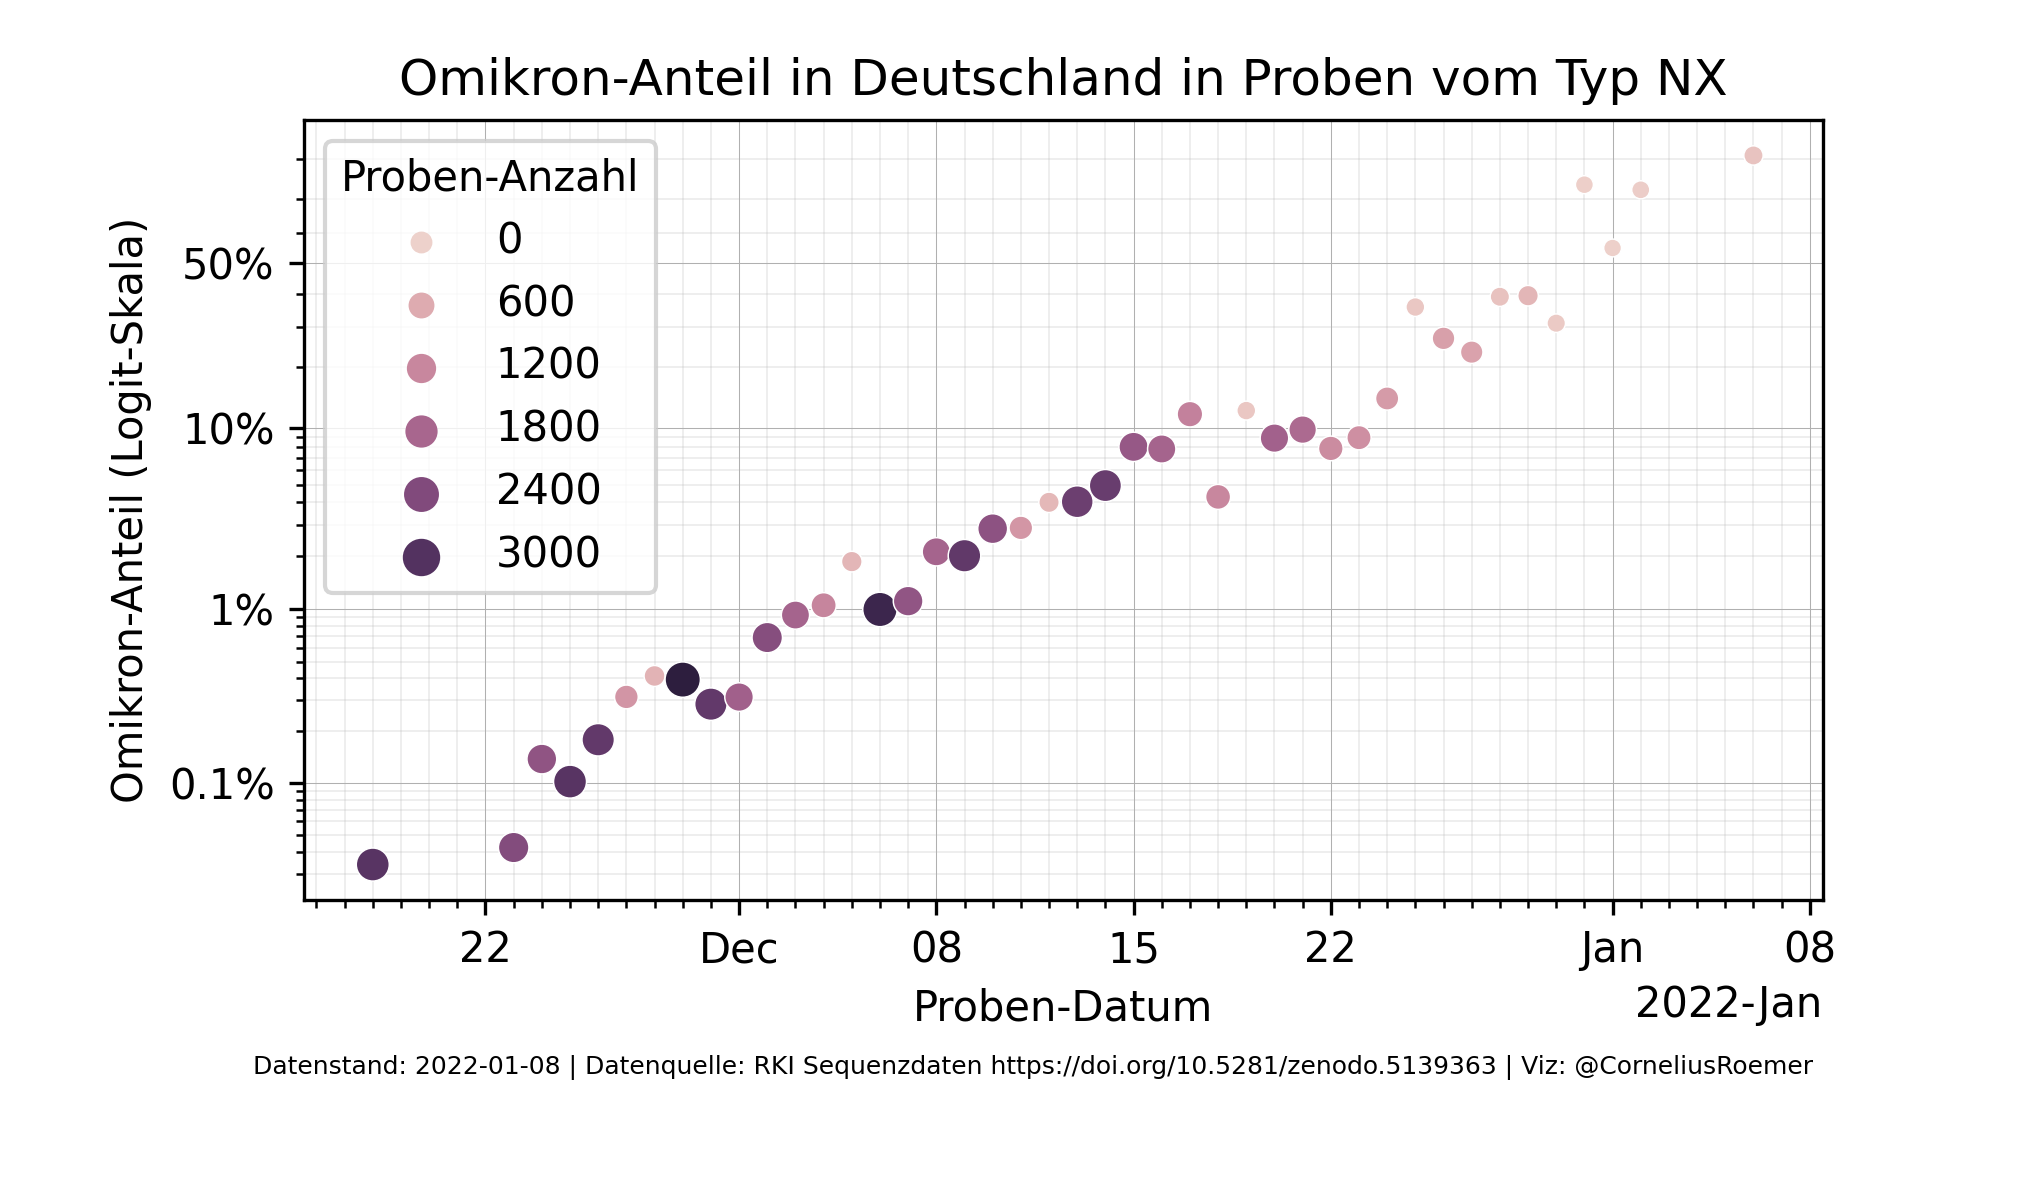 Omikron-Anteil in Deutschland in Proben vom Typ NX
Omikron-Anteil (Logit-Skala)
50%
10%
1%
0.1%
Proben-Anzahl
0
600
1200
1800
2400
3000
22 Dec 08 15 22 Jan 08
Proben-Datum
2022-Jan
Datenstand: 2022-01-08 | Datenquelle: RKI Sequenzdaten https://doi.org/10.5281/zenodo.5139363 | Viz: @CorneliusRoemer